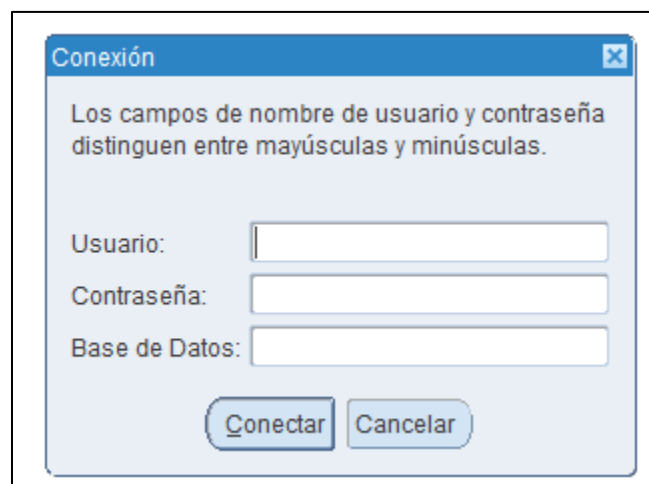 Conexión
Los campos de nombre de usuario y contraseña
distinguen entre mayúsculas y minúsculas.
Usuario:
Contraseña:
Base de Datos:
Conectar Cancelar